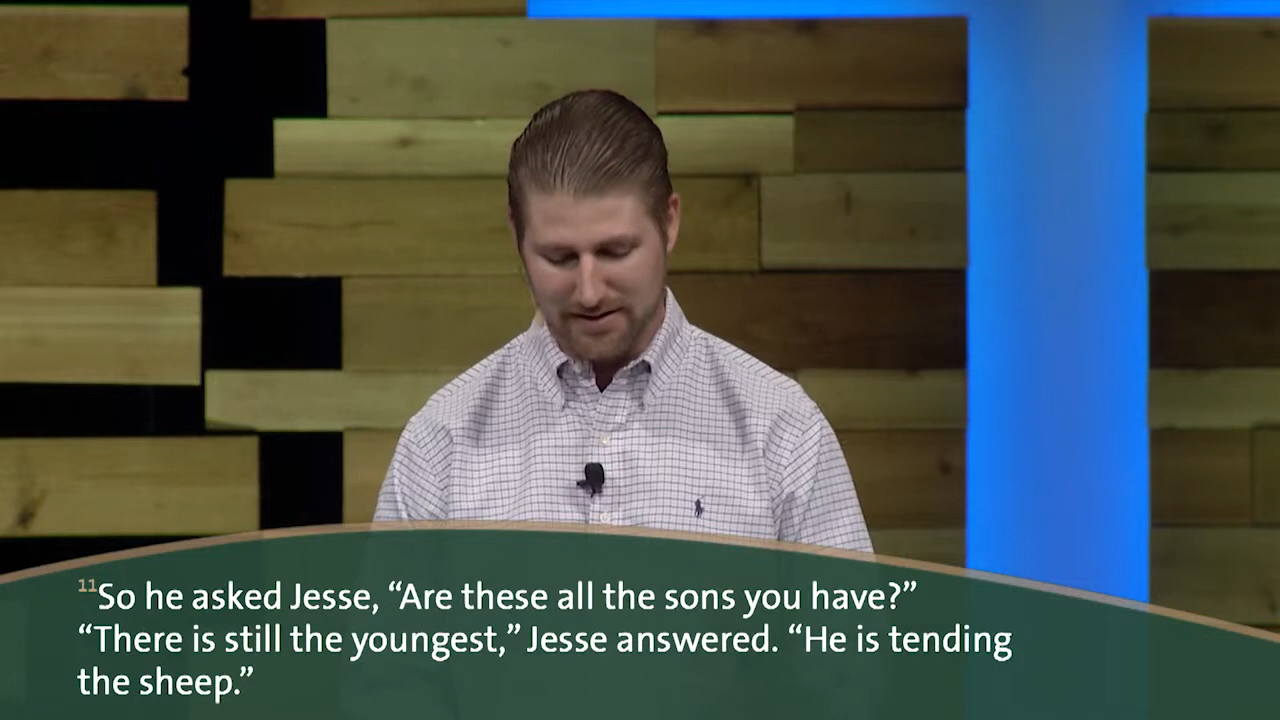 ¹¹So he asked Jesse, “Are these all the sons you have?”
“There is still the youngest,” Jesse answered. “He is tending
the sheep.”